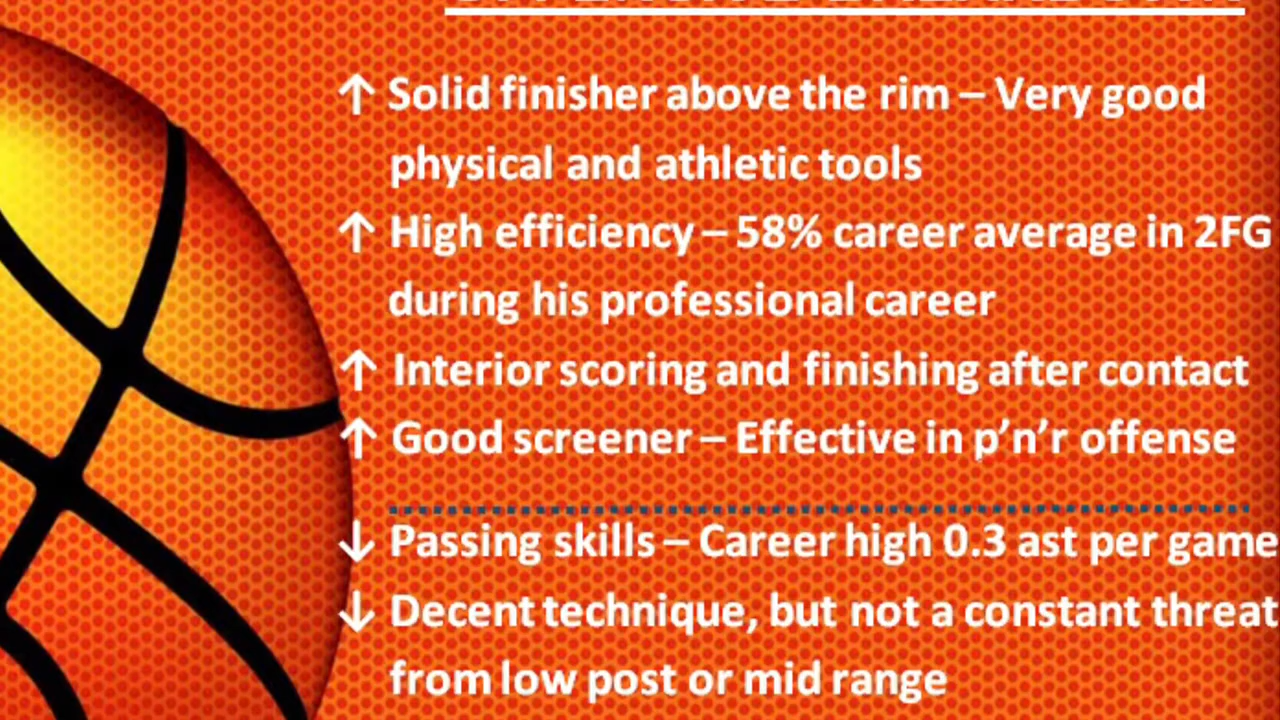 ↑ Solid finisher above the rim – Very good
physical and athletic tools
↑ High efficiency – 58% career average in 2FG
during his professional career
↑ Interior scoring and finishing after contact
↑ Good screener – Effective in p’n’r offense
↓ Passing skills – Career high 0.3 ast per game
↓ Decent technique, but not a constant threat
from low post or mid range